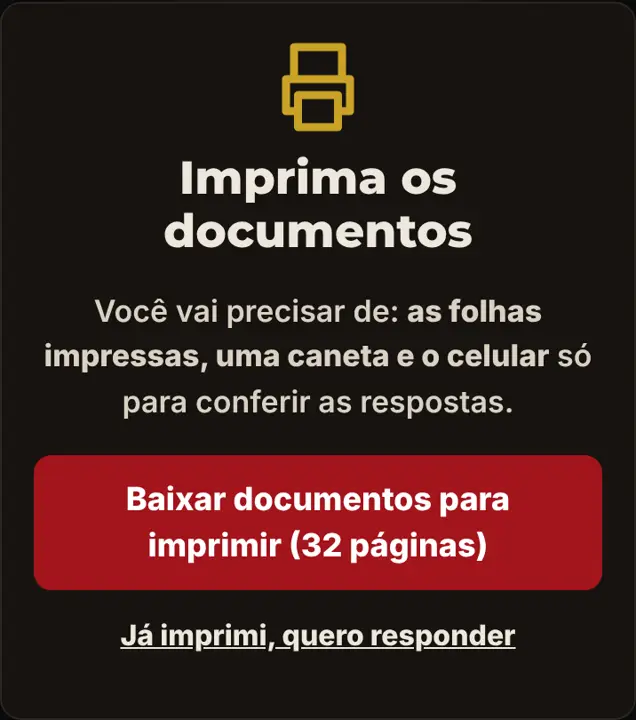 Imprima os
documentos
Você vai precisar de: as folhas
impressas, uma caneta e o celular só
para conferir as respostas.
Baixar documentos para
imprimir (32 páginas)
Já imprimi, quero responder